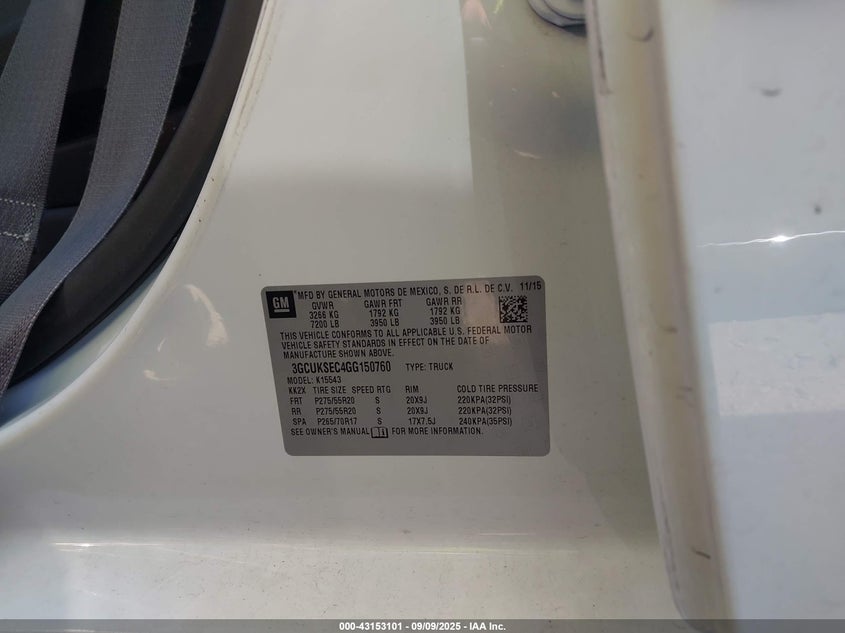 GM
MFD BY GENERAL MOTORS DE MEXICO, S. DE R.L. DE C.V. 11/15
GVWR GAWR FRT GAWR RR
3266 KG 1792 KG 1792 KG
7200 LB 3950 LB 3950 LB
THIS VEHICLE CONFORMS TO ALL APPLICABLE U.S. FEDERAL MOTOR
VEHICLE SAFETY STANDARDS IN EFFECT ON THE DATE OF
MANUFACTURE SHOWN ABOVE.
3GCUKSEC4GG150760 TYPE: TRUCK
MODEL: K15543
KK2X TIRE SIZE SPEED RTG RIM COLD TIRE PRESSURE
FRT P275/55R20 S 20X9J 220KPA(32PSI)
RR P275/55R20 S 20X9J 220KPA(32PSI)
SPA P265/70R17 S 17X7.5J 240KPA(35PSI)
SEE OWNER'S MANUAL FOR MORE INFORMATION.
000-43153101 - 09/09/2025 - IAA Inc.